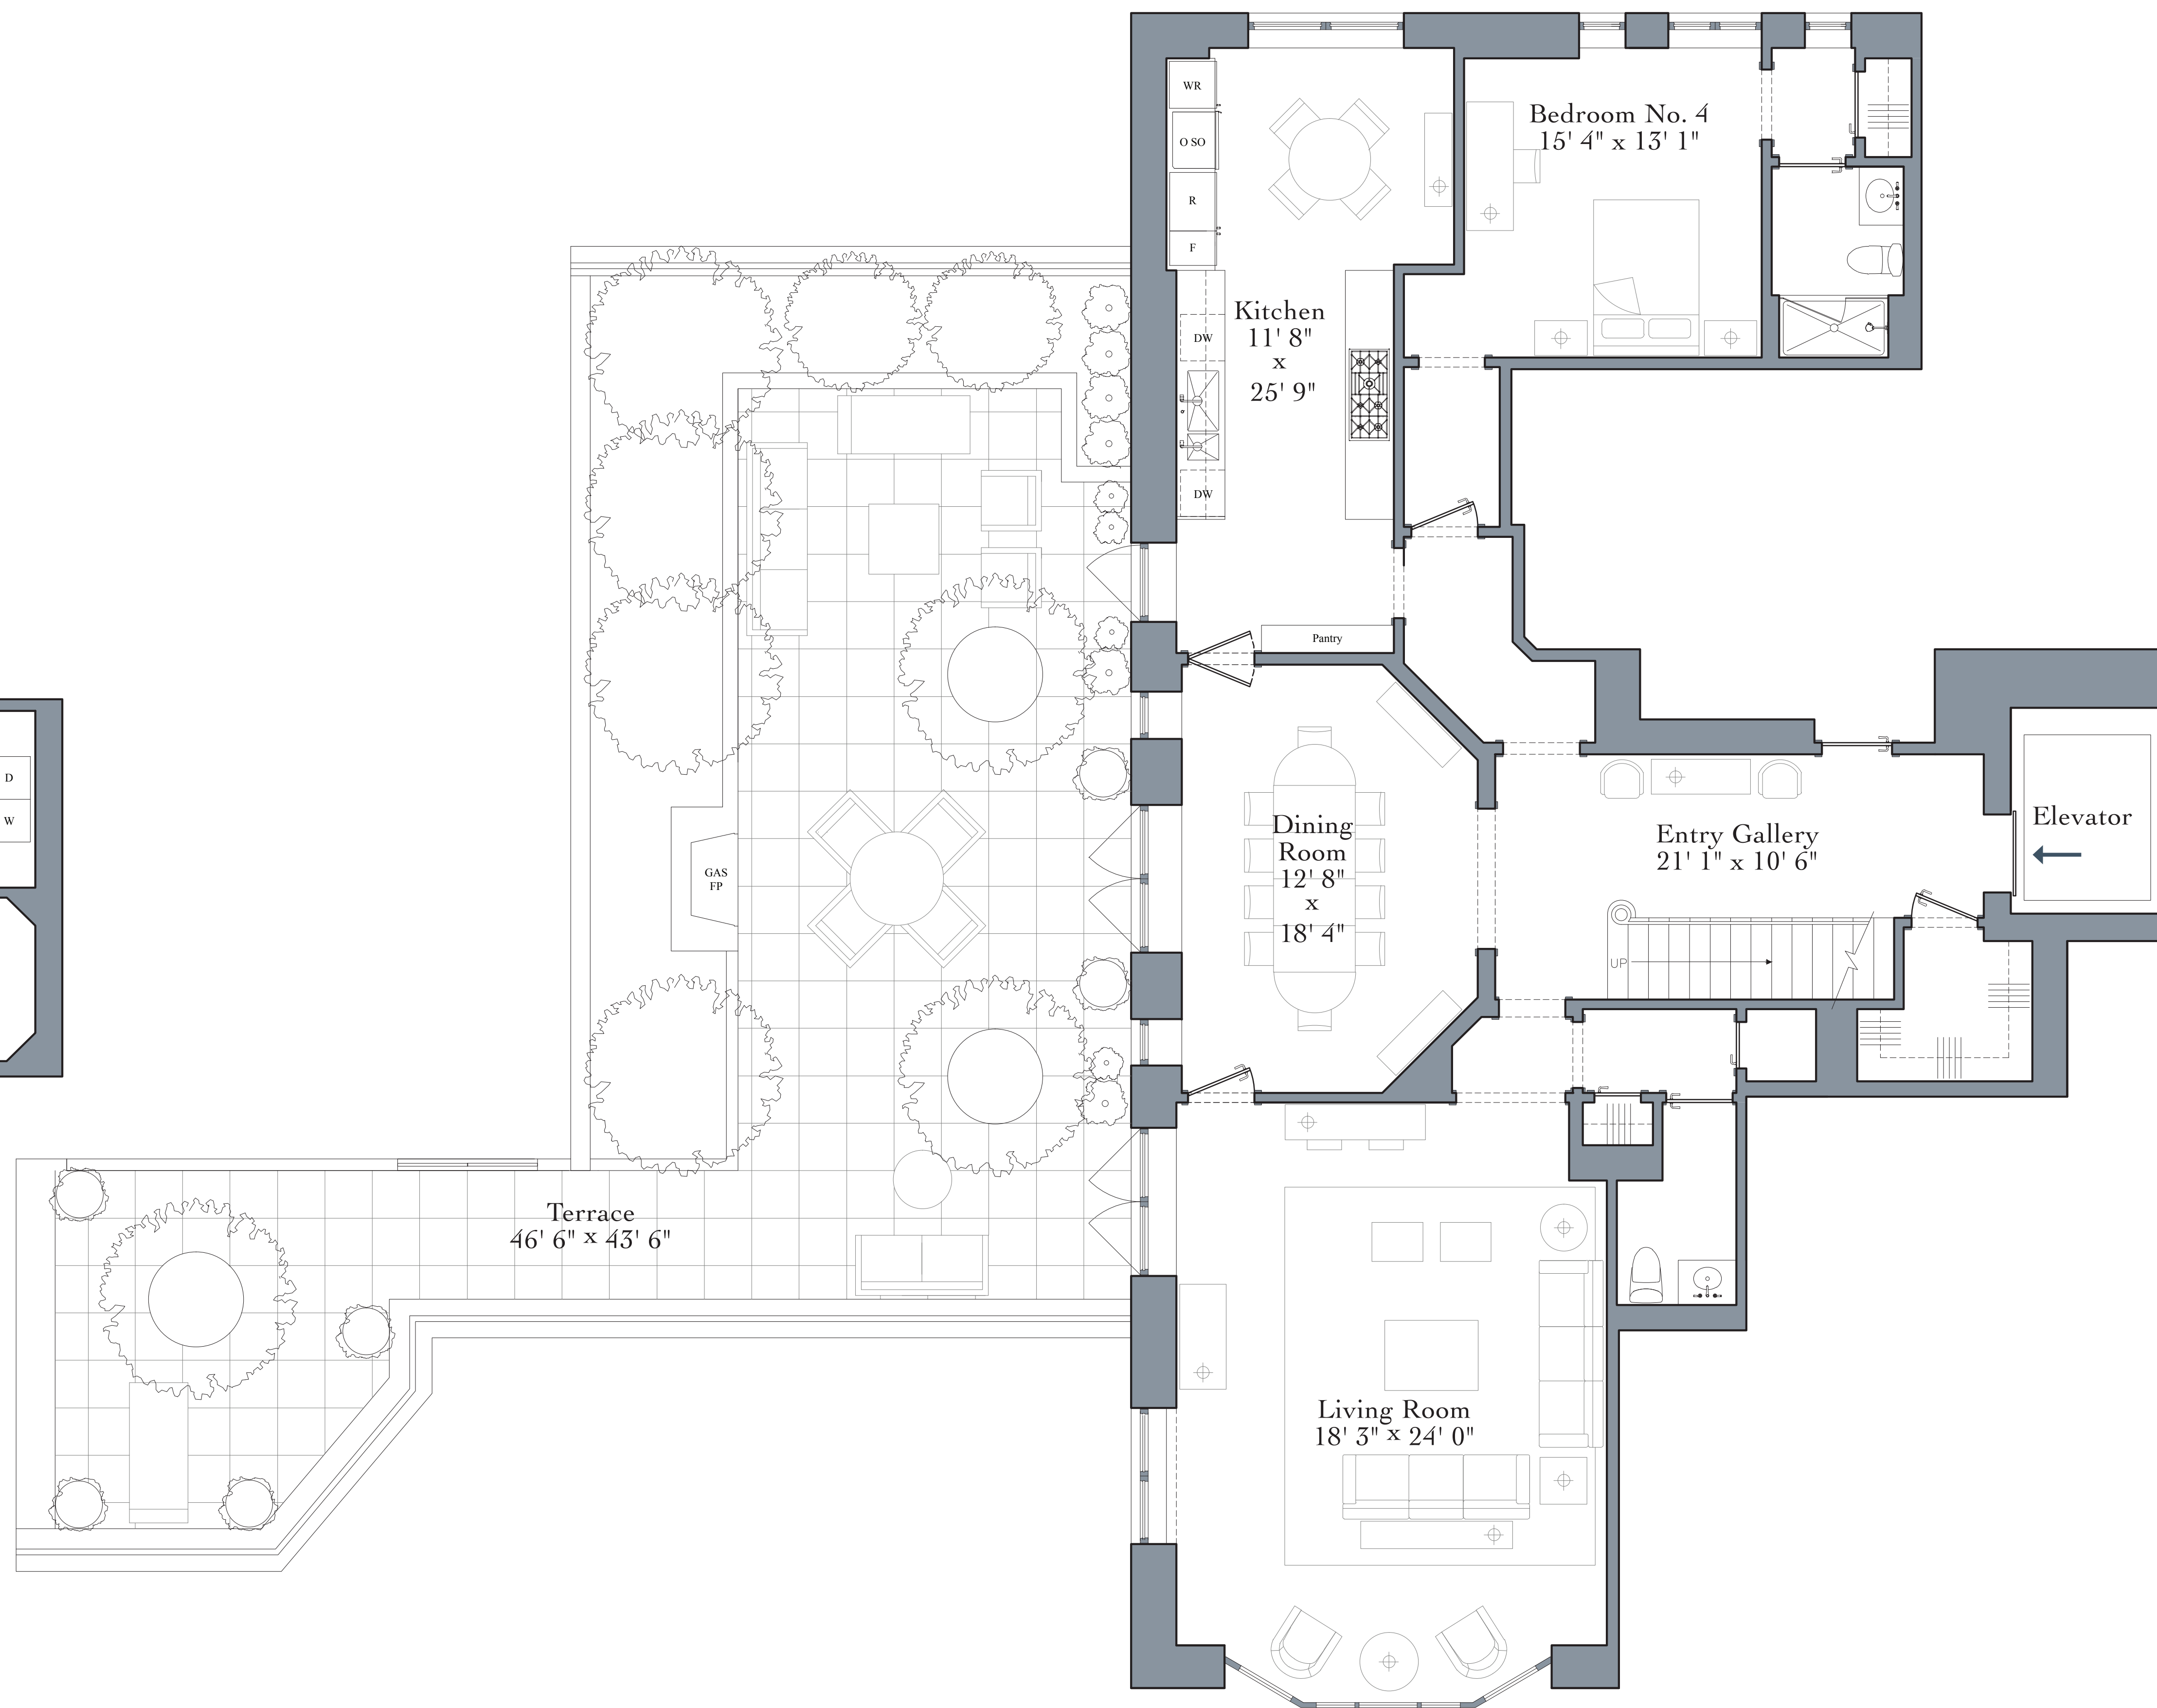 WR
O SO
R
F
Bedroom No. 4
15' 4" x 13' 1"
Kitchen
11' 8"
x
25' 9"
DW
DW
Pantry
D
W
GAS
FP
Dining
Room
12' 8"
x
18' 4"
Entry Gallery
21' 1" x 10' 6"
Elevator
UP
Terrace
46' 6" x 43' 6"
Living Room
18' 3" x 24' 0"